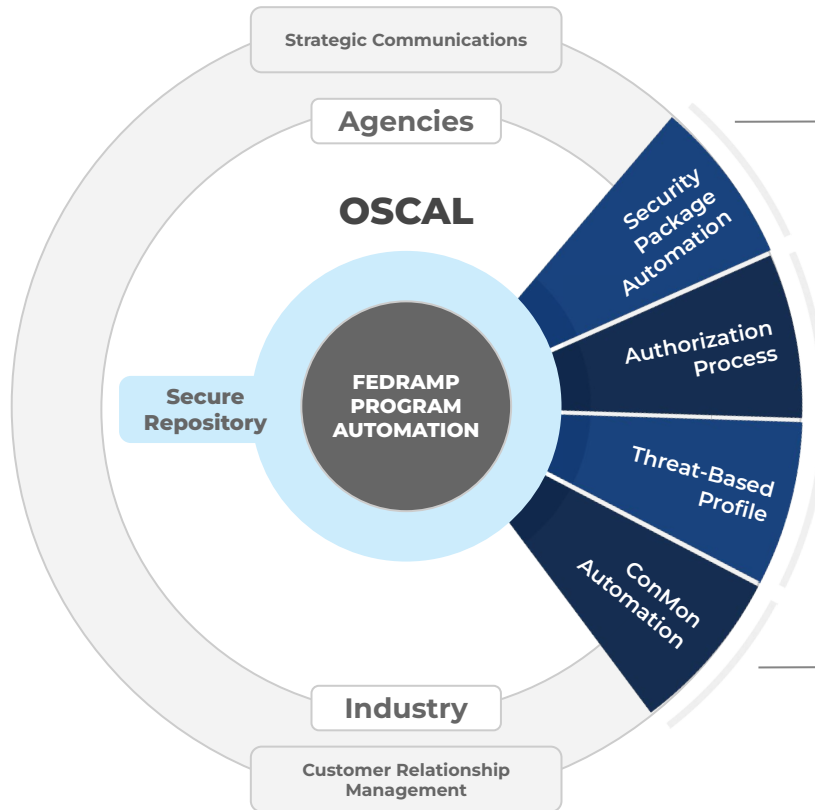 Strategic Communications
Agencies
OSCAL
Security
Package
Automation
Authorization
Process
Secure
Repository
FEDRAMP
PROGRAM
AUTOMATION
Threat-Based
Profile
ConMon
Automation
Industry
Customer Relationship
Management